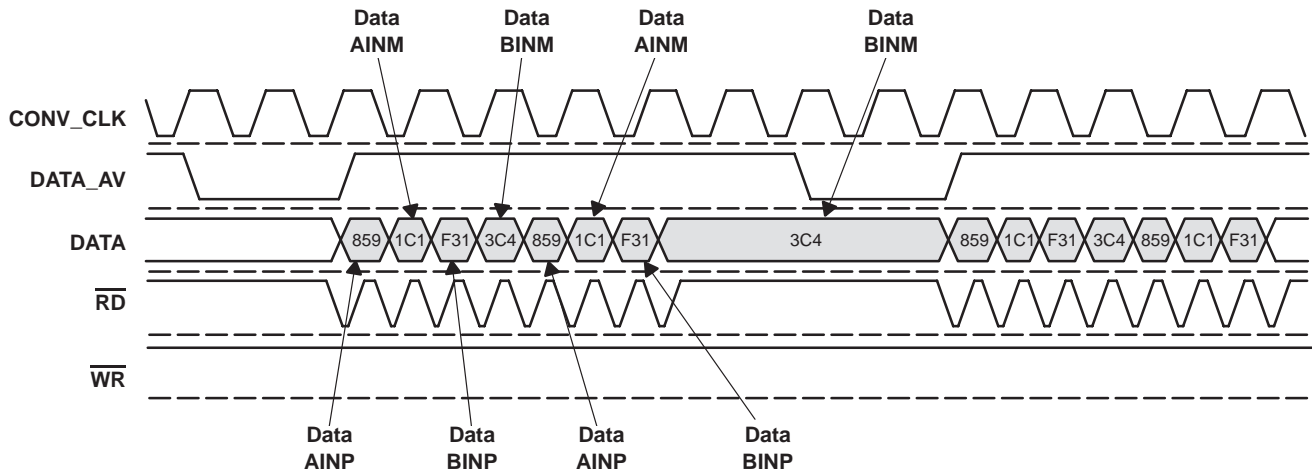 Data
AINM
Data
BINM
Data
AINM
Data
BINM
CONV_CLK
DATA_AV
DATA
859
1C1
F31
3C4
859
1C1
F31
3C4
859
1C1
F31
3C4
859
1C1
F31
RD
WR
Data
AINP
Data
BINP
Data
AINP
Data
BINP